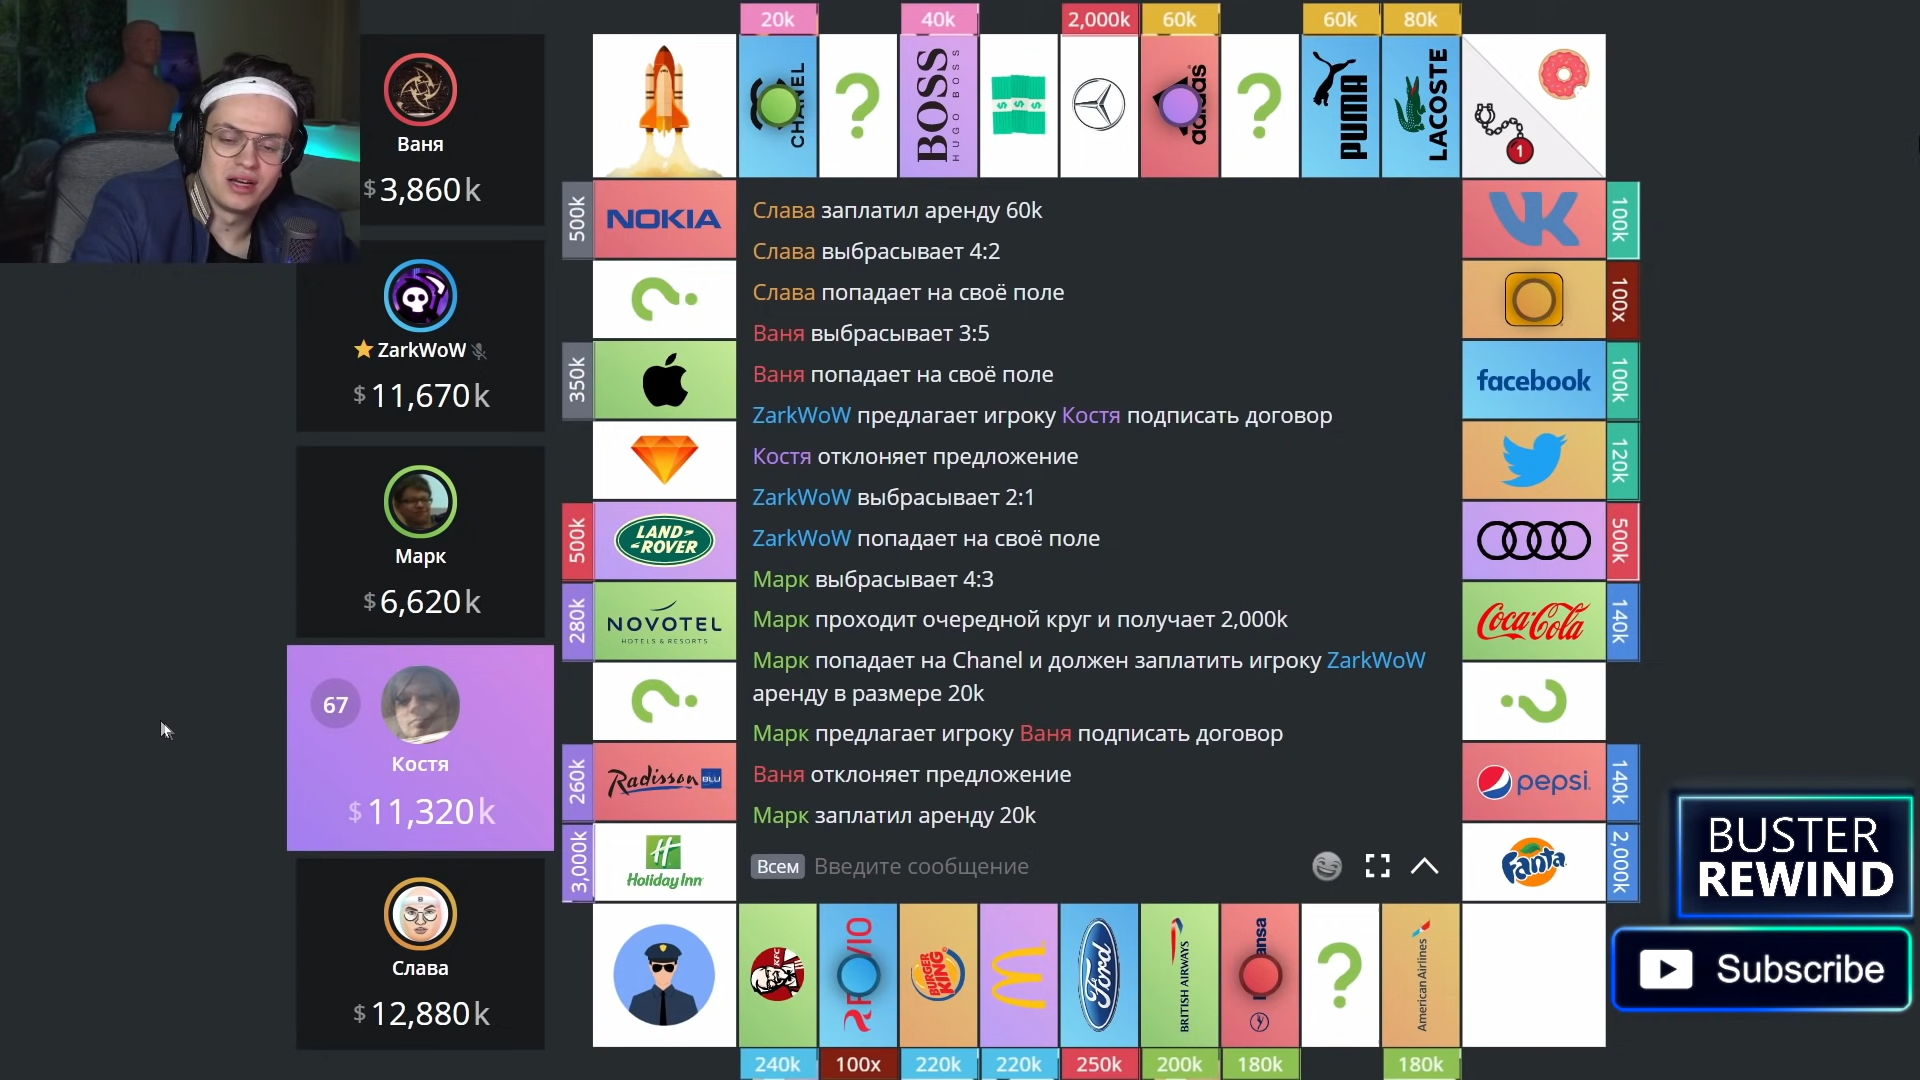 20k
40k
2,000k
60k
60k
80k
CHANEL
BOSS
HUGO BOSS
adidas
PUMA
LACOSTE
1
Ваня
$ 3,860k
ZarkWoW
$ 11,670k
Марк
$ 6,620k
67
Костя
$ 11,320k
Слава
$ 12,880k
500k
NOKIA
350k
500k
LAND-
-ROVER
280k
NOVOTEL
HOTELS & RESORTS
260k
Radisson BLU
3,000k
H
Holiday Inn
Слава заплатил аренду 60k
Слава выбрасывает 4:2
Слава попадает на своё поле
Ваня выбрасывает 3:5
Ваня попадает на своё поле
ZarkWoW предлагает игроку Костя подписать договор
Костя отклоняет предложение
ZarkWoW выбрасывает 2:1
ZarkWoW попадает на своё поле
Марк выбрасывает 4:3
Марк проходит очередной круг и получает 2,000k
Марк попадает на Chanel и должен заплатить игроку ZarkWoW
аренду в размере 20k
Марк предлагает игроку Ваня подписать договор
Ваня отклоняет предложение
Марк заплатил аренду 20k
Всем Введите сообщение
VK
100k
100x
facebook
100k
120k
500k
Coca-Cola
140k
pepsi
140k
Fanta
2,000k
KFC
BURGER
KING
Ford
BRITISH AIRWAYS
American Airlines
240k
100x
220k
220k
250k
200k
180k
180k
BUSTER
REWIND
Subscribe